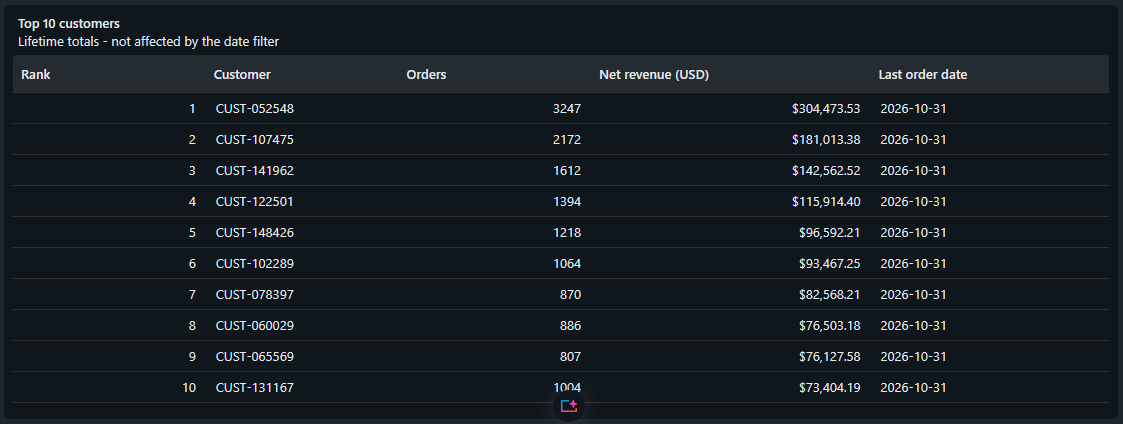 Top 10 customers
Lifetime totals - not affected by the date filter
Rank Customer Orders Net revenue (USD) Last order date
1 CUST-052548 3247 $304,473.53 2026-10-31
2 CUST-107475 2172 $181,013.38 2026-10-31
3 CUST-141962 1612 $142,562.52 2026-10-31
4 CUST-122501 1394 $115,914.40 2026-10-31
5 CUST-148426 1218 $96,592.21 2026-10-31
6 CUST-102289 1064 $93,467.25 2026-10-31
7 CUST-078397 870 $82,568.21 2026-10-31
8 CUST-060029 886 $76,503.18 2026-10-31
9 CUST-065569 807 $76,127.58 2026-10-31
10 CUST-131167 1004 $73,404.19 2026-10-31